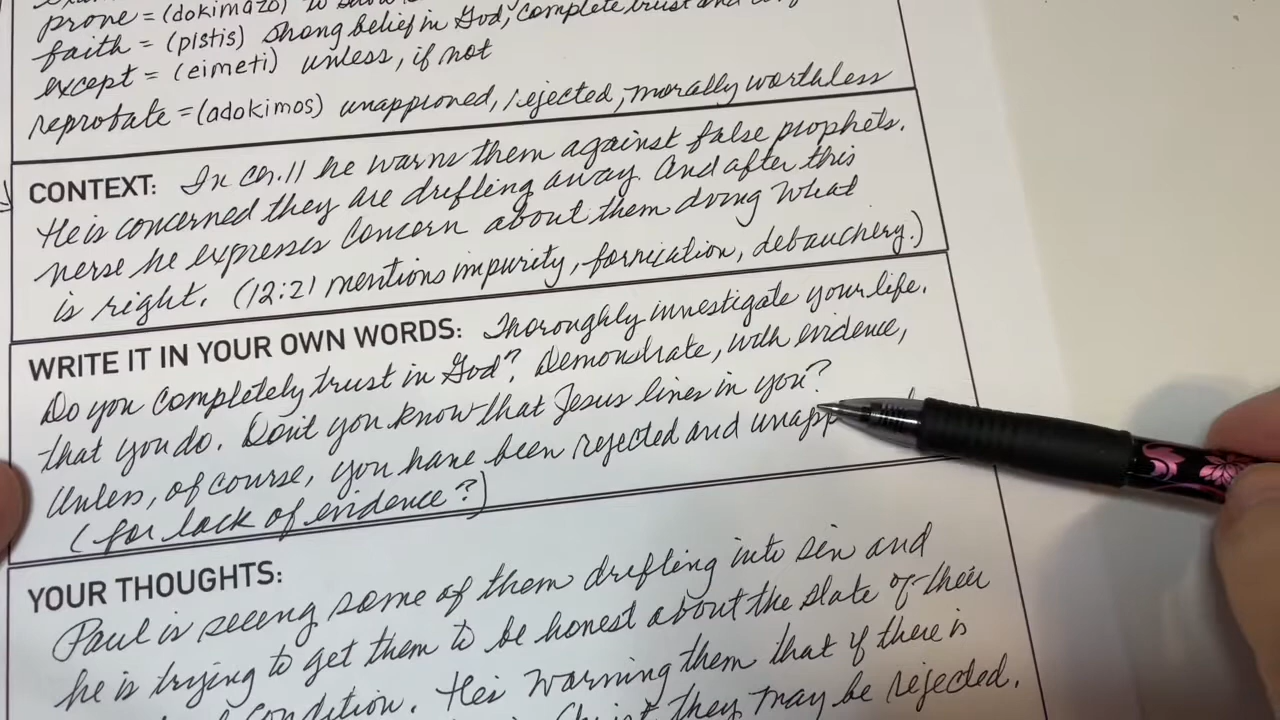 prove = (dokimazo) to show
faith = (pistis) strong belief in God, complete trust and
except = (eimeti) unless, if not
reprobate = (adokimos) unapproved, rejected, morally worthless
CONTEXT: In ch. 11 he warns them against false prophets.
He is concerned they are drifting away. And after this
verse he expresses concern about them doing what
is right. (12:21 mentions impurity, fornication, debauchery.)
WRITE IT IN YOUR OWN WORDS: Thoroughly investigate your life.
Do you completely trust in God? Demonstrate, with evidence,
that you do. Don't you know that Jesus lives in you?
Unless, of course, you have been rejected and unapp
(for lack of evidence?)
YOUR THOUGHTS:
Paul is seeing some of them drifting into sin and
he is trying to get them to be honest about the state of their
condition. He's warning them that if there is
Christ they may be rejected.